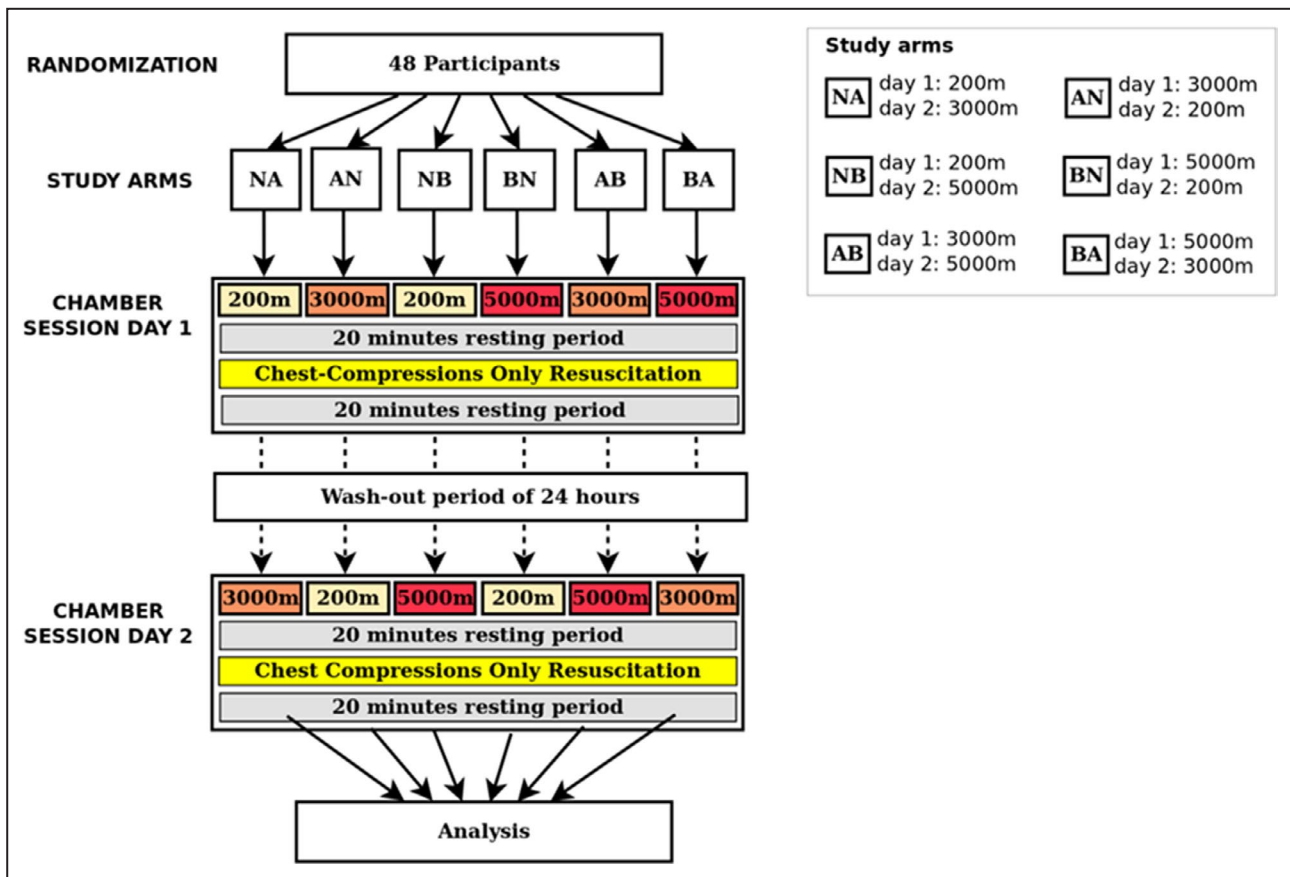 RANDOMIZATION
48 Participants
STUDY ARMS
NA AN NB BN AB BA
CHAMBER
SESSION DAY 1
200m 3000m 200m 5000m 3000m 5000m
20 minutes resting period
Chest-Compressions Only Resuscitation
20 minutes resting period
Wash-out period of 24 hours
CHAMBER
SESSION DAY 2
3000m 200m 5000m 200m 5000m 3000m
20 minutes resting period
Chest Compressions Only Resuscitation
20 minutes resting period
Analysis
Study arms
NA
day 1: 200m
day 2: 3000m
AN
day 1: 3000m
day 2: 200m
NB
day 1: 200m
day 2: 5000m
BN
day 1: 5000m
day 2: 200m
AB
day 1: 3000m
day 2: 5000m
BA
day 1: 5000m
day 2: 3000m